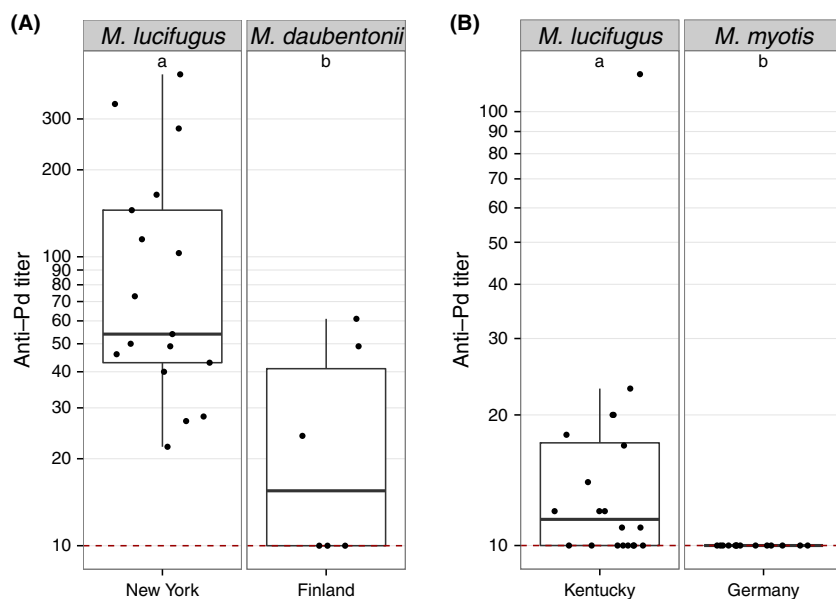 (A)
M. lucifugus
M. daubentonii
a
b
300
200
100
90
80
70
60
50
40
30
20
10
Anti–Pd titer
New York
Finland
(B)
M. lucifugus
M. myotis
a
b
100
90
80
70
60
50
40
30
20
10
Anti–Pd titer
Kentucky
Germany